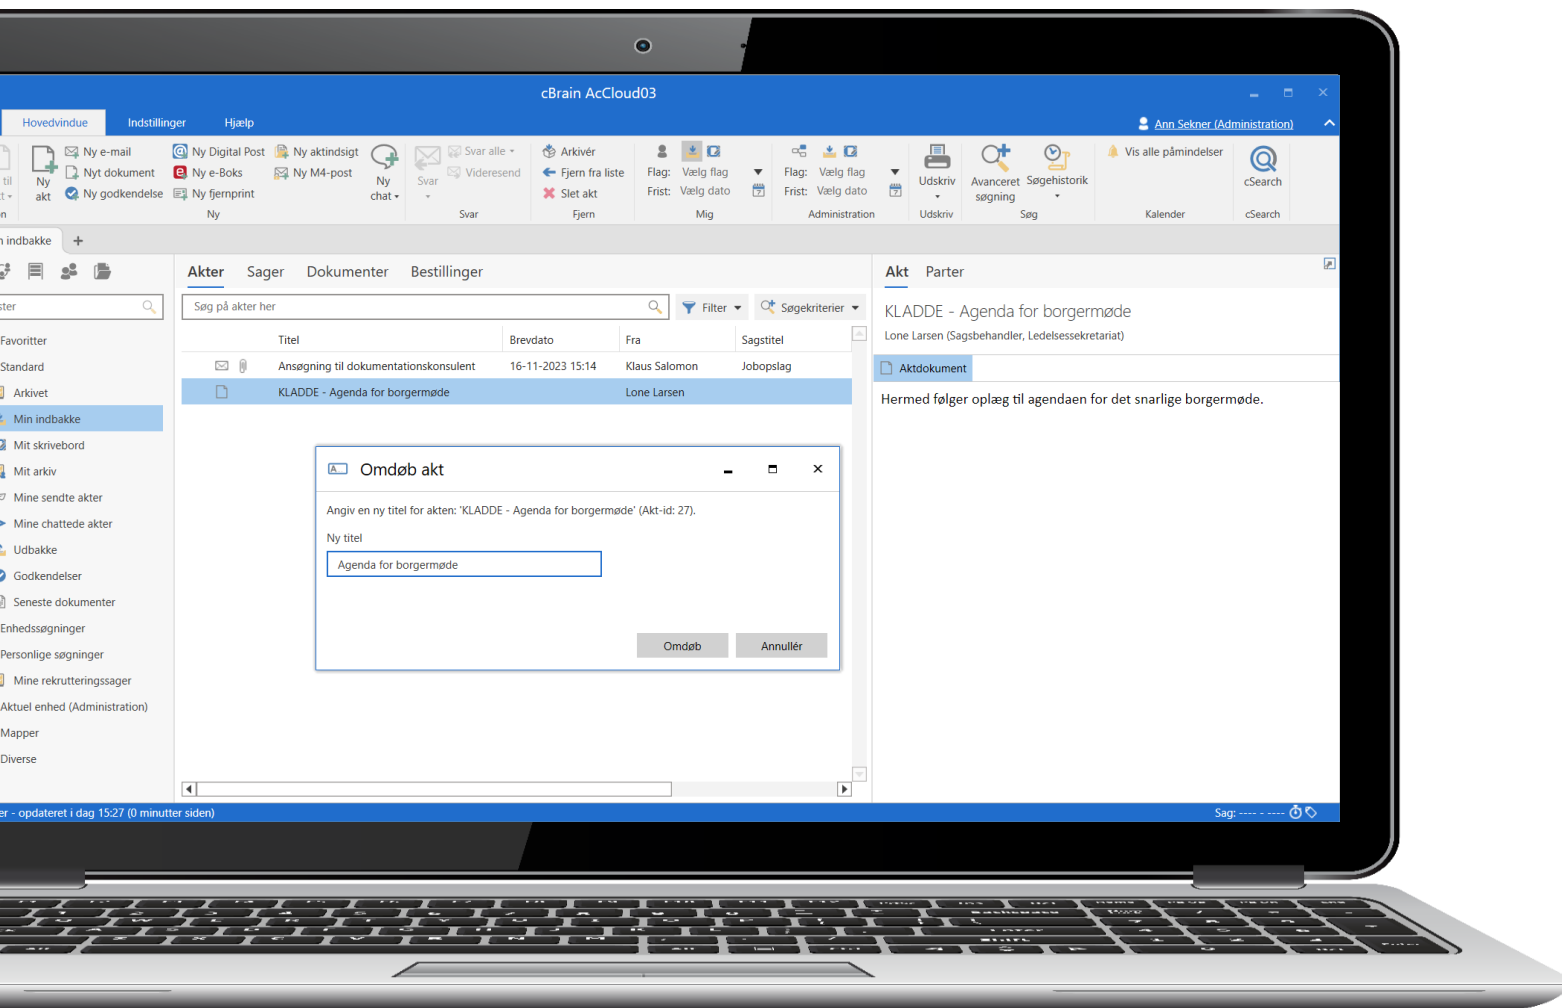 cBrain AcCloud03
Hovedvindue Indstillinger Hjælp Ann Sekner (Administration)
til
Ny akt
Ny e-mail
Nyt dokument
Ny godkendelse
Ny Digital Post
Ny e-Boks
Ny fjernprint
Ny aktindsigt
Ny M4-post
Ny chat
Ny
Svar
Svar alle
Videresend
Svar
Arkivér
Fjern fra liste
Slet akt
Fjern
Flag: Vælg flag
Frist: Vælg dato
Mig
Flag: Vælg flag
Frist: Vælg dato
Administration
Udskriv
Udskriv
Avanceret søgning
Søgehistorik
Søg
Vis alle påmindelser
Kalender
cSearch
cSearch
indbakke +
Favoritter
Standard
Arkivet
Min indbakke
Mit skrivebord
Mit arkiv
Mine sendte akter
Mine chattede akter
Udbakke
Godkendelser
Seneste dokumenter
Enhedssøgninger
Personlige søgninger
Mine rekrutteringssager
Aktuel enhed (Administration)
Mapper
Diverse
Akter Sager Dokumenter Bestillinger
Søg på akter her Filter Søgekriterier
Titel Brevdato Fra Sagstitel
Ansøgning til dokumentationskonsulent 16-11-2023 15:14 Klaus Salomon Jobopslag
KLADDE - Agenda for borgermøde Lone Larsen
Omdøb akt
Angiv en ny titel for akten: 'KLADDE - Agenda for borgermøde' (Akt-id: 27).
Ny titel
Agenda for borgermøde
Omdøb Annullér
Akt Parter
KLADDE - Agenda for borgermøde
Lone Larsen (Sagsbehandler, Ledelsessekretariat)
Aktdokument
Hermed følger oplæg til agendaen for det snarlige borgermøde.
er - opdateret i dag 15:27 (0 minutter siden) Sag: ---- - ----